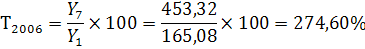 T₂₀₀₆ = Y₇/Y₁ × 100 = 453,32/165,08 × 100 = 274,60%